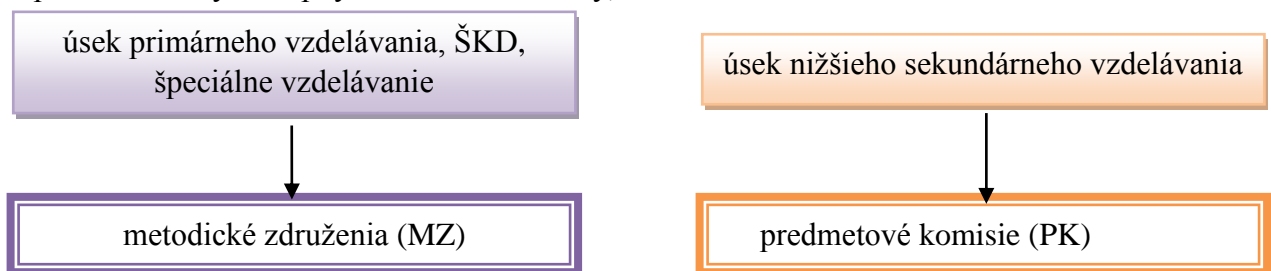 úsek primárneho vzdelávania, ŠKD,
špeciálne vzdelávanie
úsek nižšieho sekundárneho vzdelávania
metodické združenia (MZ)
predmetové komisie (PK)